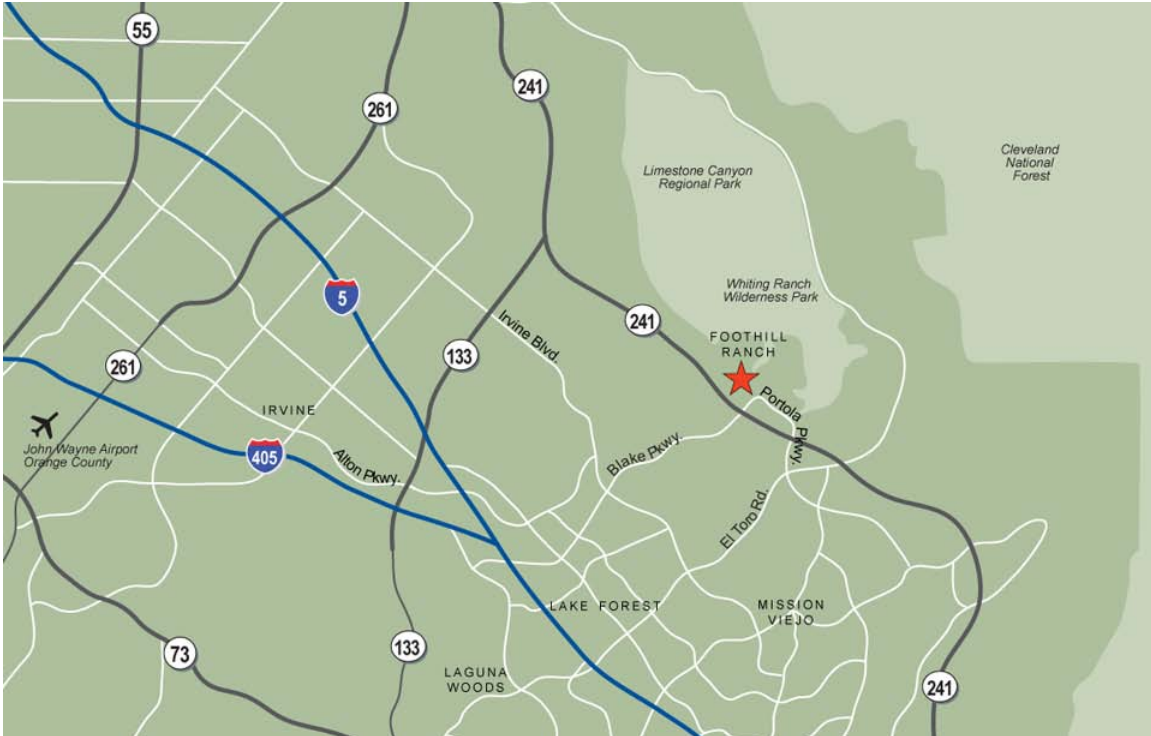 55
261
241
Limestone Canyon
Regional Park
Cleveland
National
Forest
5
Whiting Ranch
Wilderness Park
241
Irvine Blvd.
FOOTHILL
RANCH
133
261
IRVINE
Portola
Pkwy.
John Wayne Airport
Orange County
405
Alton Pkwy.
Blake Pkwy.
El Toro Rd.
LAKE FOREST
MISSION
VIEJO
73
133
LAGUNA
WOODS
241